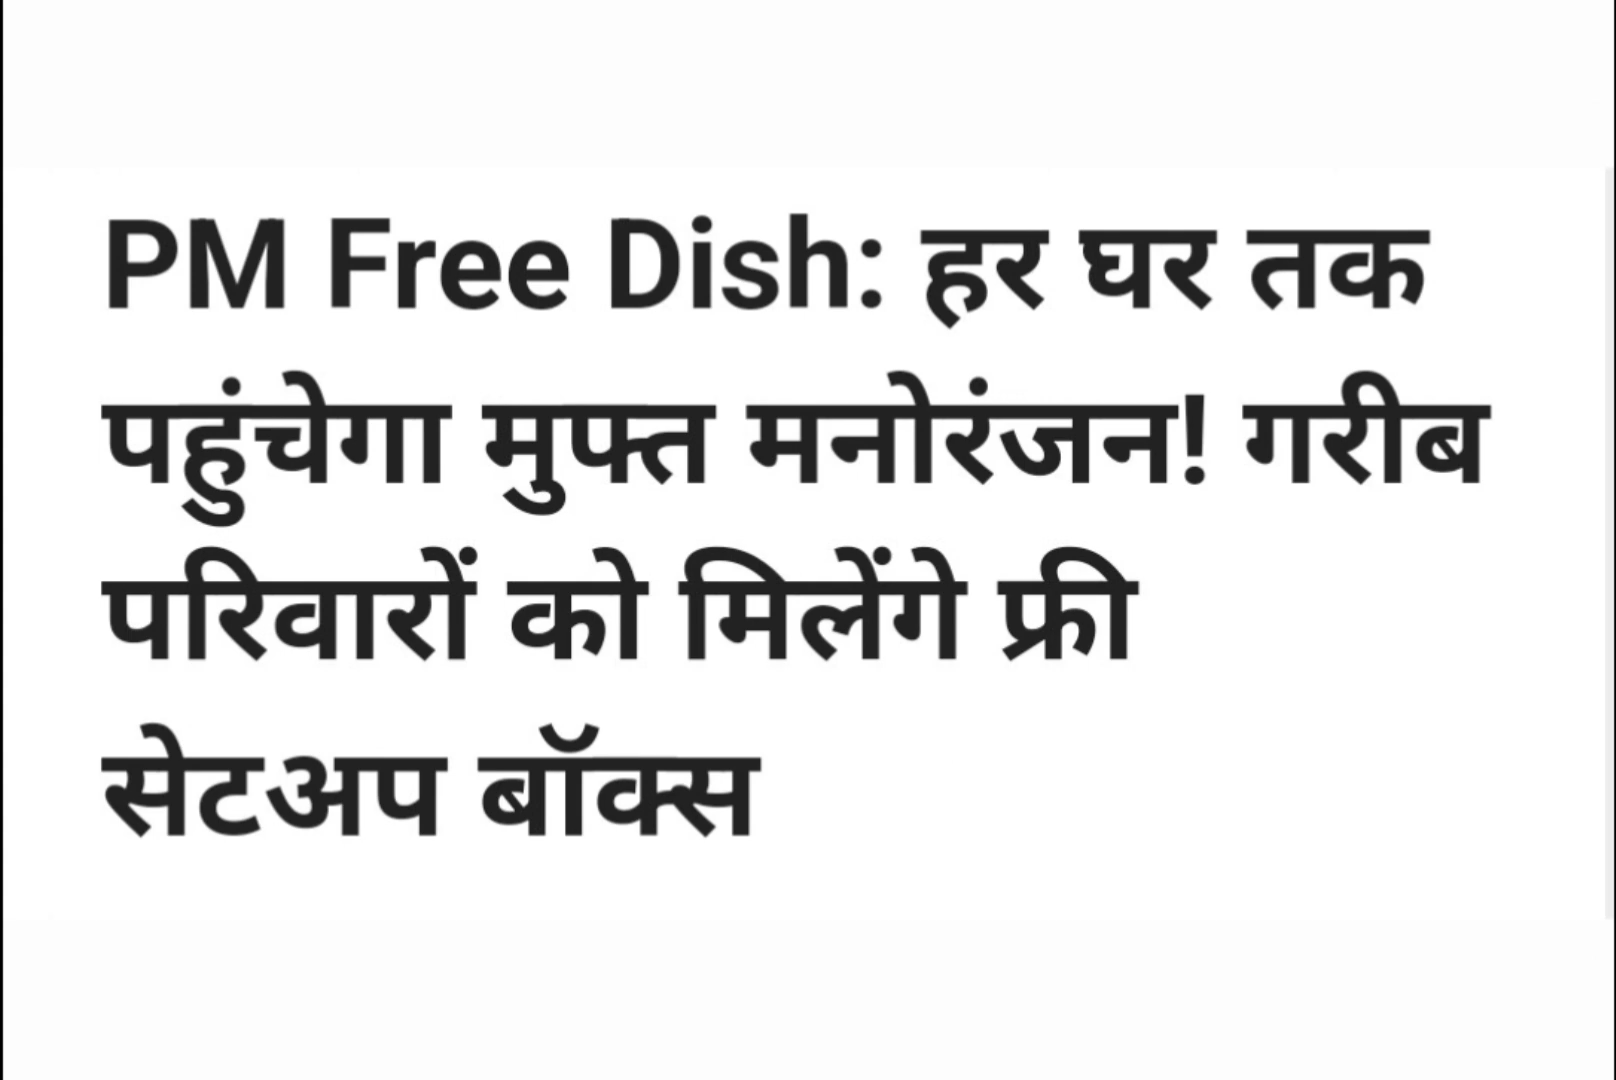 PM Free Dish: हर घर तक
पहुंचेगा मुफ्त मनोरंजन! गरीब
परिवारों को मिलेंगे फ्री
सेटअप बॉक्स